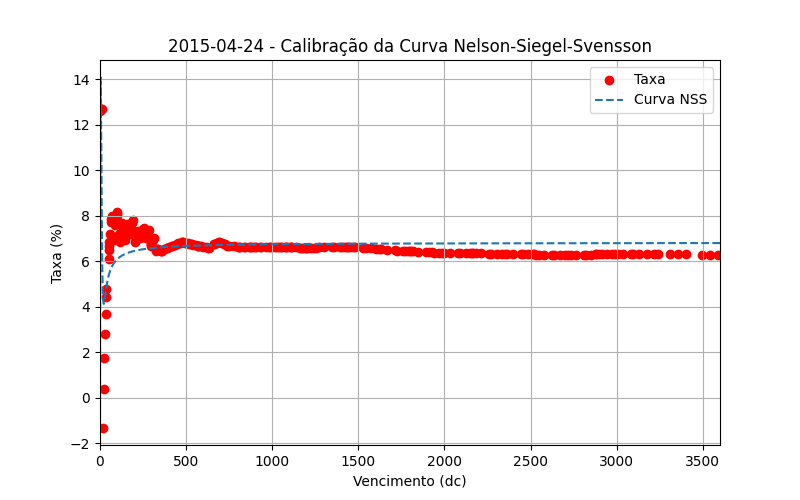 2015-04-24 - Calibração da Curva Nelson-Siegel-Svensson
Taxa
Curva NSS
Taxa (%)
14
12
10
8
6
4
2
0
−2
0 500 1000 1500 2000 2500 3000 3500
Vencimento (dc)